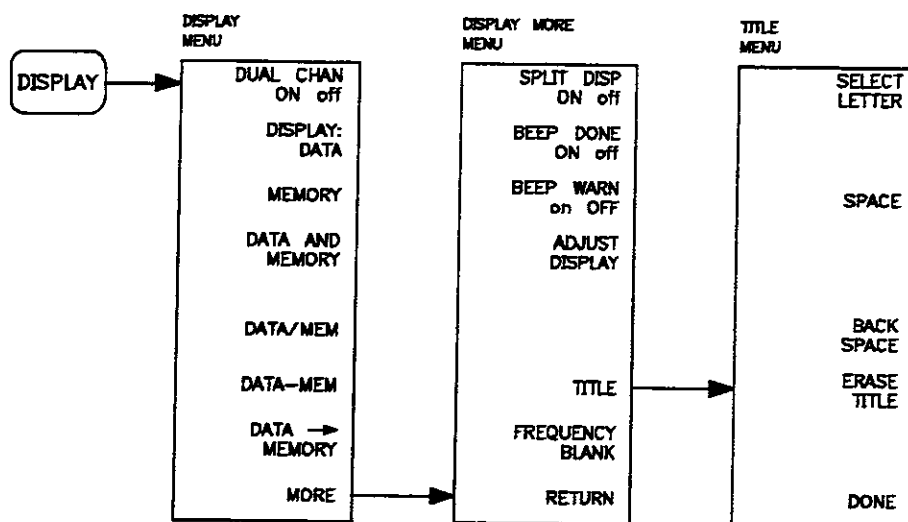 DISPLAY
DISPLAY
MENU
DUAL CHAN
ON off
DISPLAY:
DATA
MEMORY
DATA AND
MEMORY
DATA/MEM
DATA-MEM
DATA →
MEMORY
MORE
DISPLAY MORE
MENU
SPLIT DISP
ON off
BEEP DONE
ON off
BEEP WARN
on OFF
ADJUST
DISPLAY
TITLE
FREQUENCY
BLANK
RETURN
TITLE
MENU
SELECT
LETTER
SPACE
BACK
SPACE
ERASE
TITLE
DONE